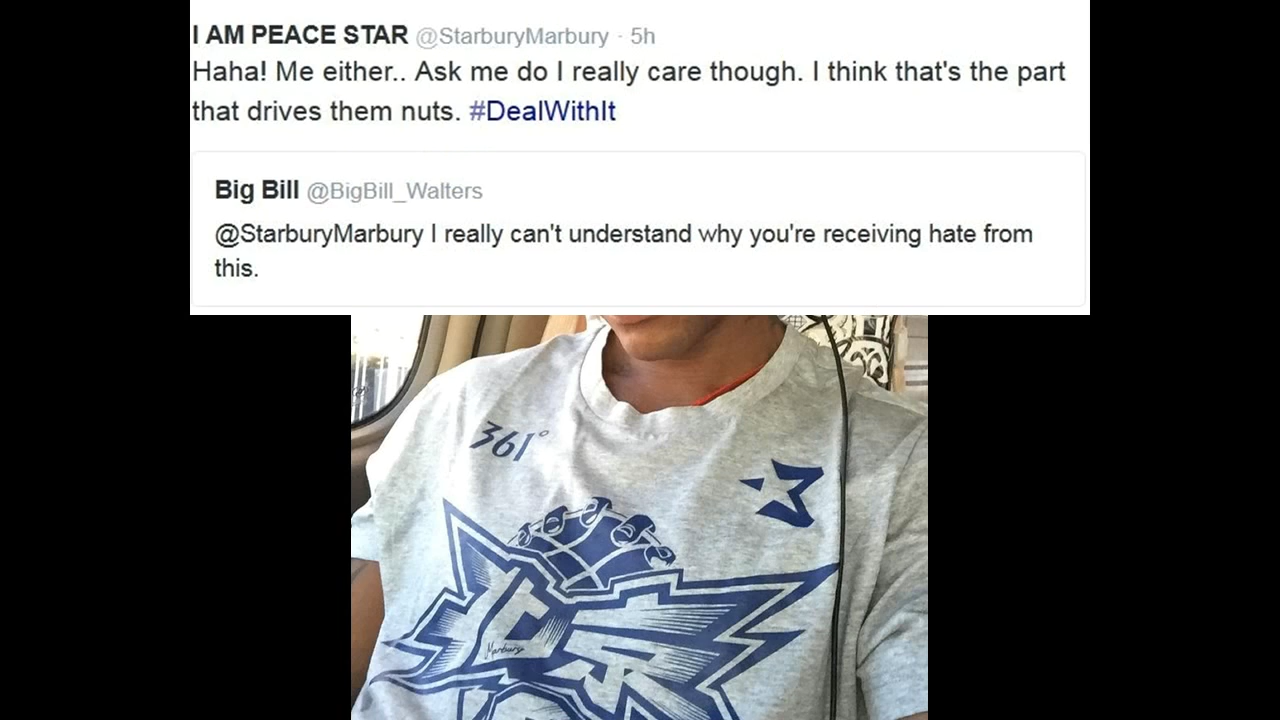 I AM PEACE STAR @StarburyMarbury · 5h
Haha! Me either.. Ask me do I really care though. I think that's the part
that drives them nuts. #DealWithIt
Big Bill @BigBill_Walters
@StarburyMarbury I really can't understand why you're receiving hate from
this.
361°
Marbury